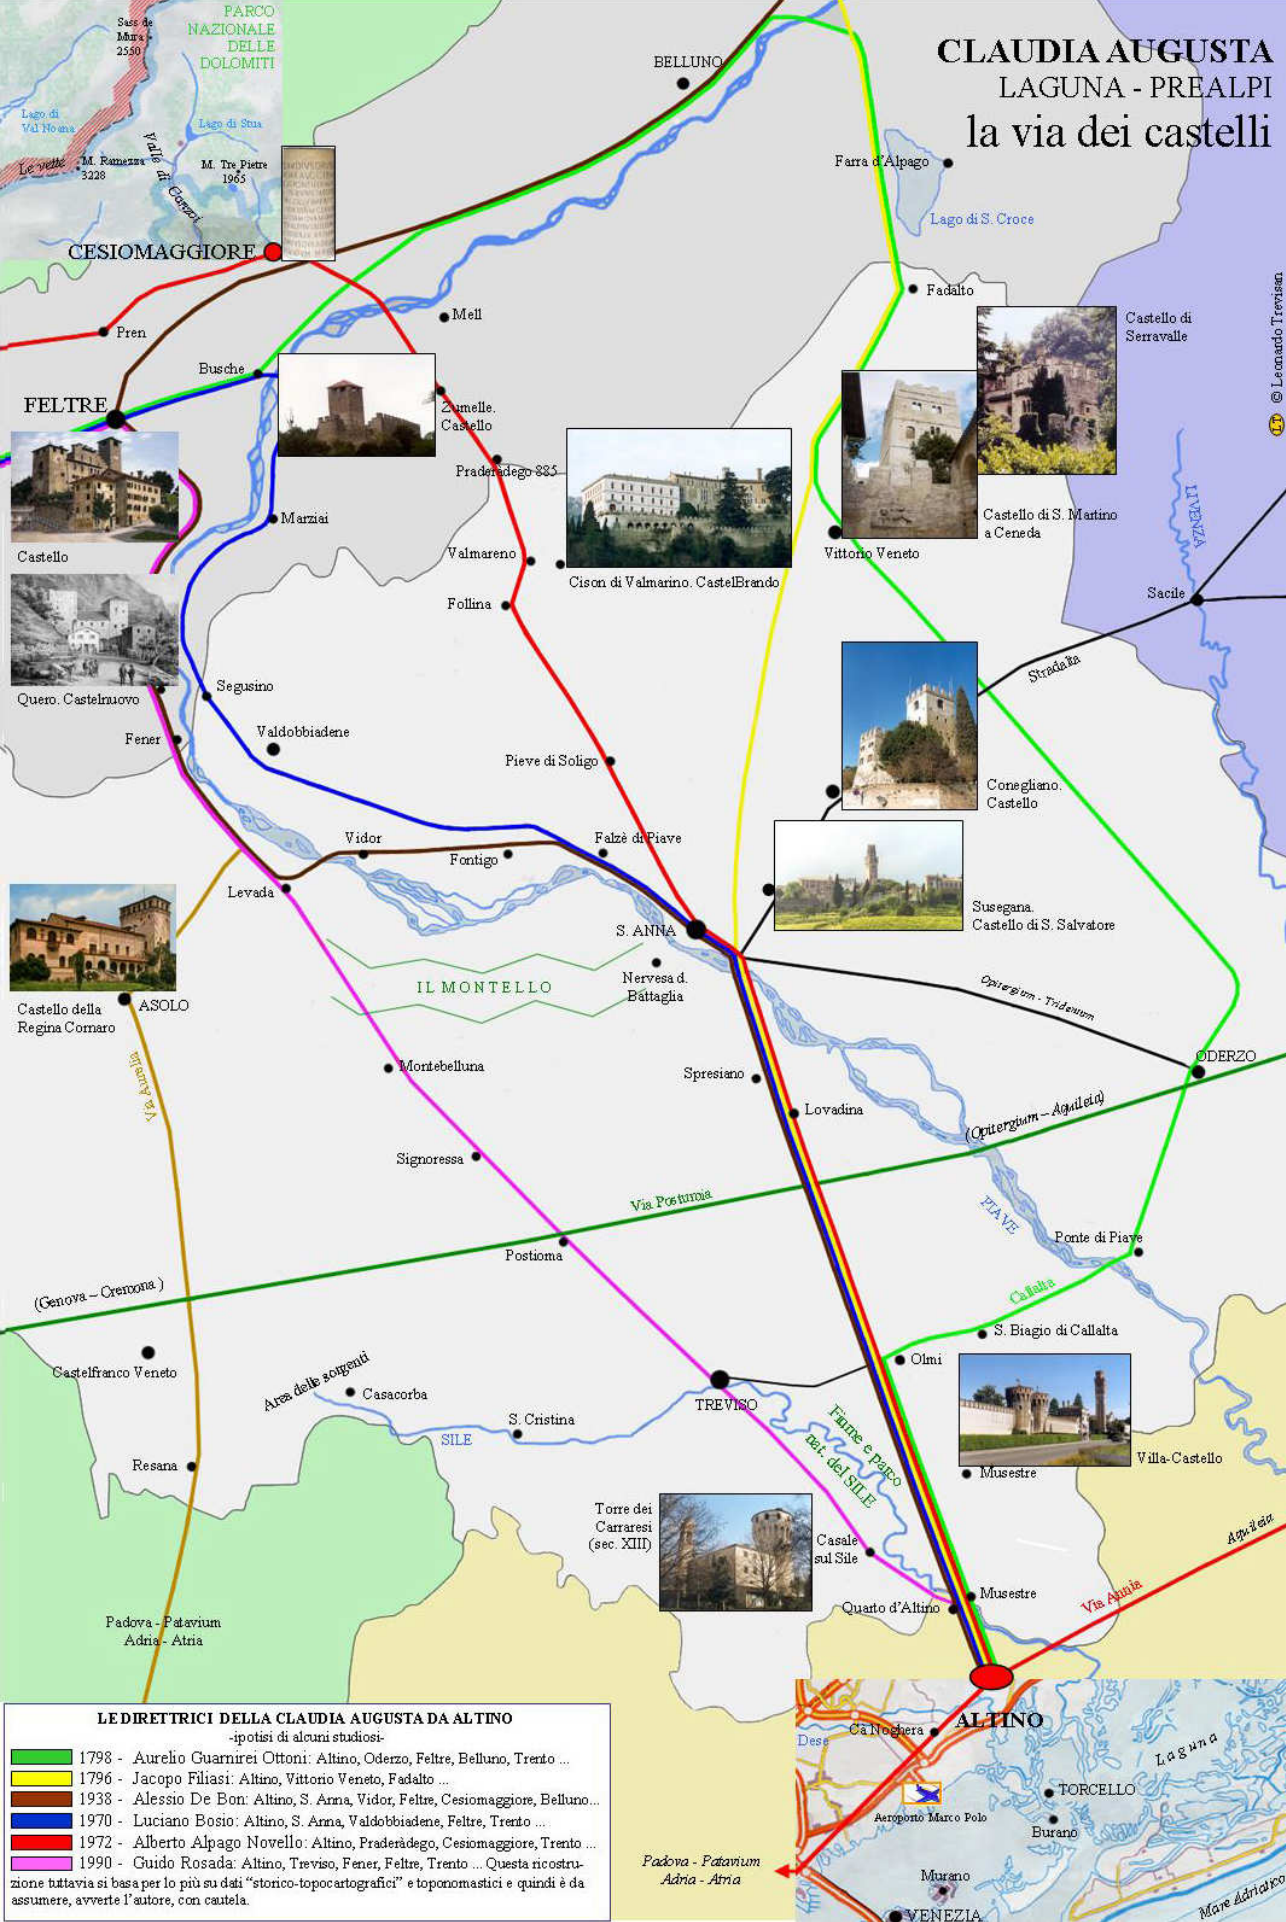 CLAUDIA AUGUSTA
LAGUNA - PREALPI
la via dei castelli
PARCO
NAZIONALE
DELLE
DOLOMITI
Sass de
Mura
2550
Lago di
Val Noana
Lago di Stua
Le vette
M. Ramezza
3228
Valle di Canzoi
M. Tre Pietre
1965
CESIOMAGGIORE
BELLUNO
Farra d'Alpago
Lago di S. Croce
Fadalto
© Leonardo Trevisan
LT
Pren
Mell
Busche
FELTRE
Castello di
Serravalle
Zumelle.
Castello
Praderàdego 885
Castello
Marziai
Valmareno
Cison di Valmarino. CastelBrando
Castello di S. Martino
a Ceneda
Vittorio Veneto
LIVENZA
Sacile
Follina
Stradalta
Quero. Castelnuovo
Segusino
Fener
Valdobbiadene
Pieve di Soligo
Conegliano.
Castello
Vidor
Fontigo
Falzè di Piave
Levada
S. ANNA
Susegana.
Castello di S. Salvatore
IL MONTELLO
Nervesa d.
Battaglia
Opitergium - Tridentum
Castello della
Regina Cornaro
ASOLO
Via Aurelia
Montebelluna
Spresiano
Lovadina
ODERZO
(Opitergium – Aquileia)
Signoressa
Via Postumia
PIAVE
Postioma
Ponte di Piave
(Genova – Cremona )
Callalta
S. Biagio di Callalta
Castelfranco Veneto
Area delle sorgenti
Casacorba
Olmi
TREVISO
SILE
S. Cristina
Fiume e parco
nat. del SILE
Resana
Villa-Castello
Musestre
Torre dei
Carraresi
(sec. XIII)
Casale
sul Sile
Aquileia
Via Annia
Quarto d'Altino
Musestre
Padova - Patavium
Adria - Atria
ALTINO
Cà Noghera
Dese
Laguna
TORCELLO
Aeroporto Marco Polo
Burano
Murano
VENEZIA
Mare Adriatico
Padova - Patavium
Adria - Atria
LE DIRETTRICI DELLA CLAUDIA AUGUSTA DA ALTINO
-ipotisi di alcuni studiosi-
1798 - Aurelio Guarnirei Ottoni: Altino, Oderzo, Feltre, Belluno, Trento ...
1796 - Jacopo Filiasi: Altino, Vittorio Veneto, Fadalto ...
1938 - Alessio De Bon: Altino, S. Anna, Vidor, Feltre, Cesiomaggiore, Belluno...
1970 - Luciano Bosio: Altino, S. Anna, Valdobbiadene, Feltre, Trento ...
1972 - Alberto Alpago Novello: Altino, Praderàdego, Cesiomaggiore, Trento ...
1990 - Guido Rosada: Altino, Treviso, Fener, Feltre, Trento ... Questa ricostru-
zione tuttavia si basa per lo più su dati “storico-topocartografici” e toponomastici e quindi è da
assumere, avverte l'autore, con cautela.